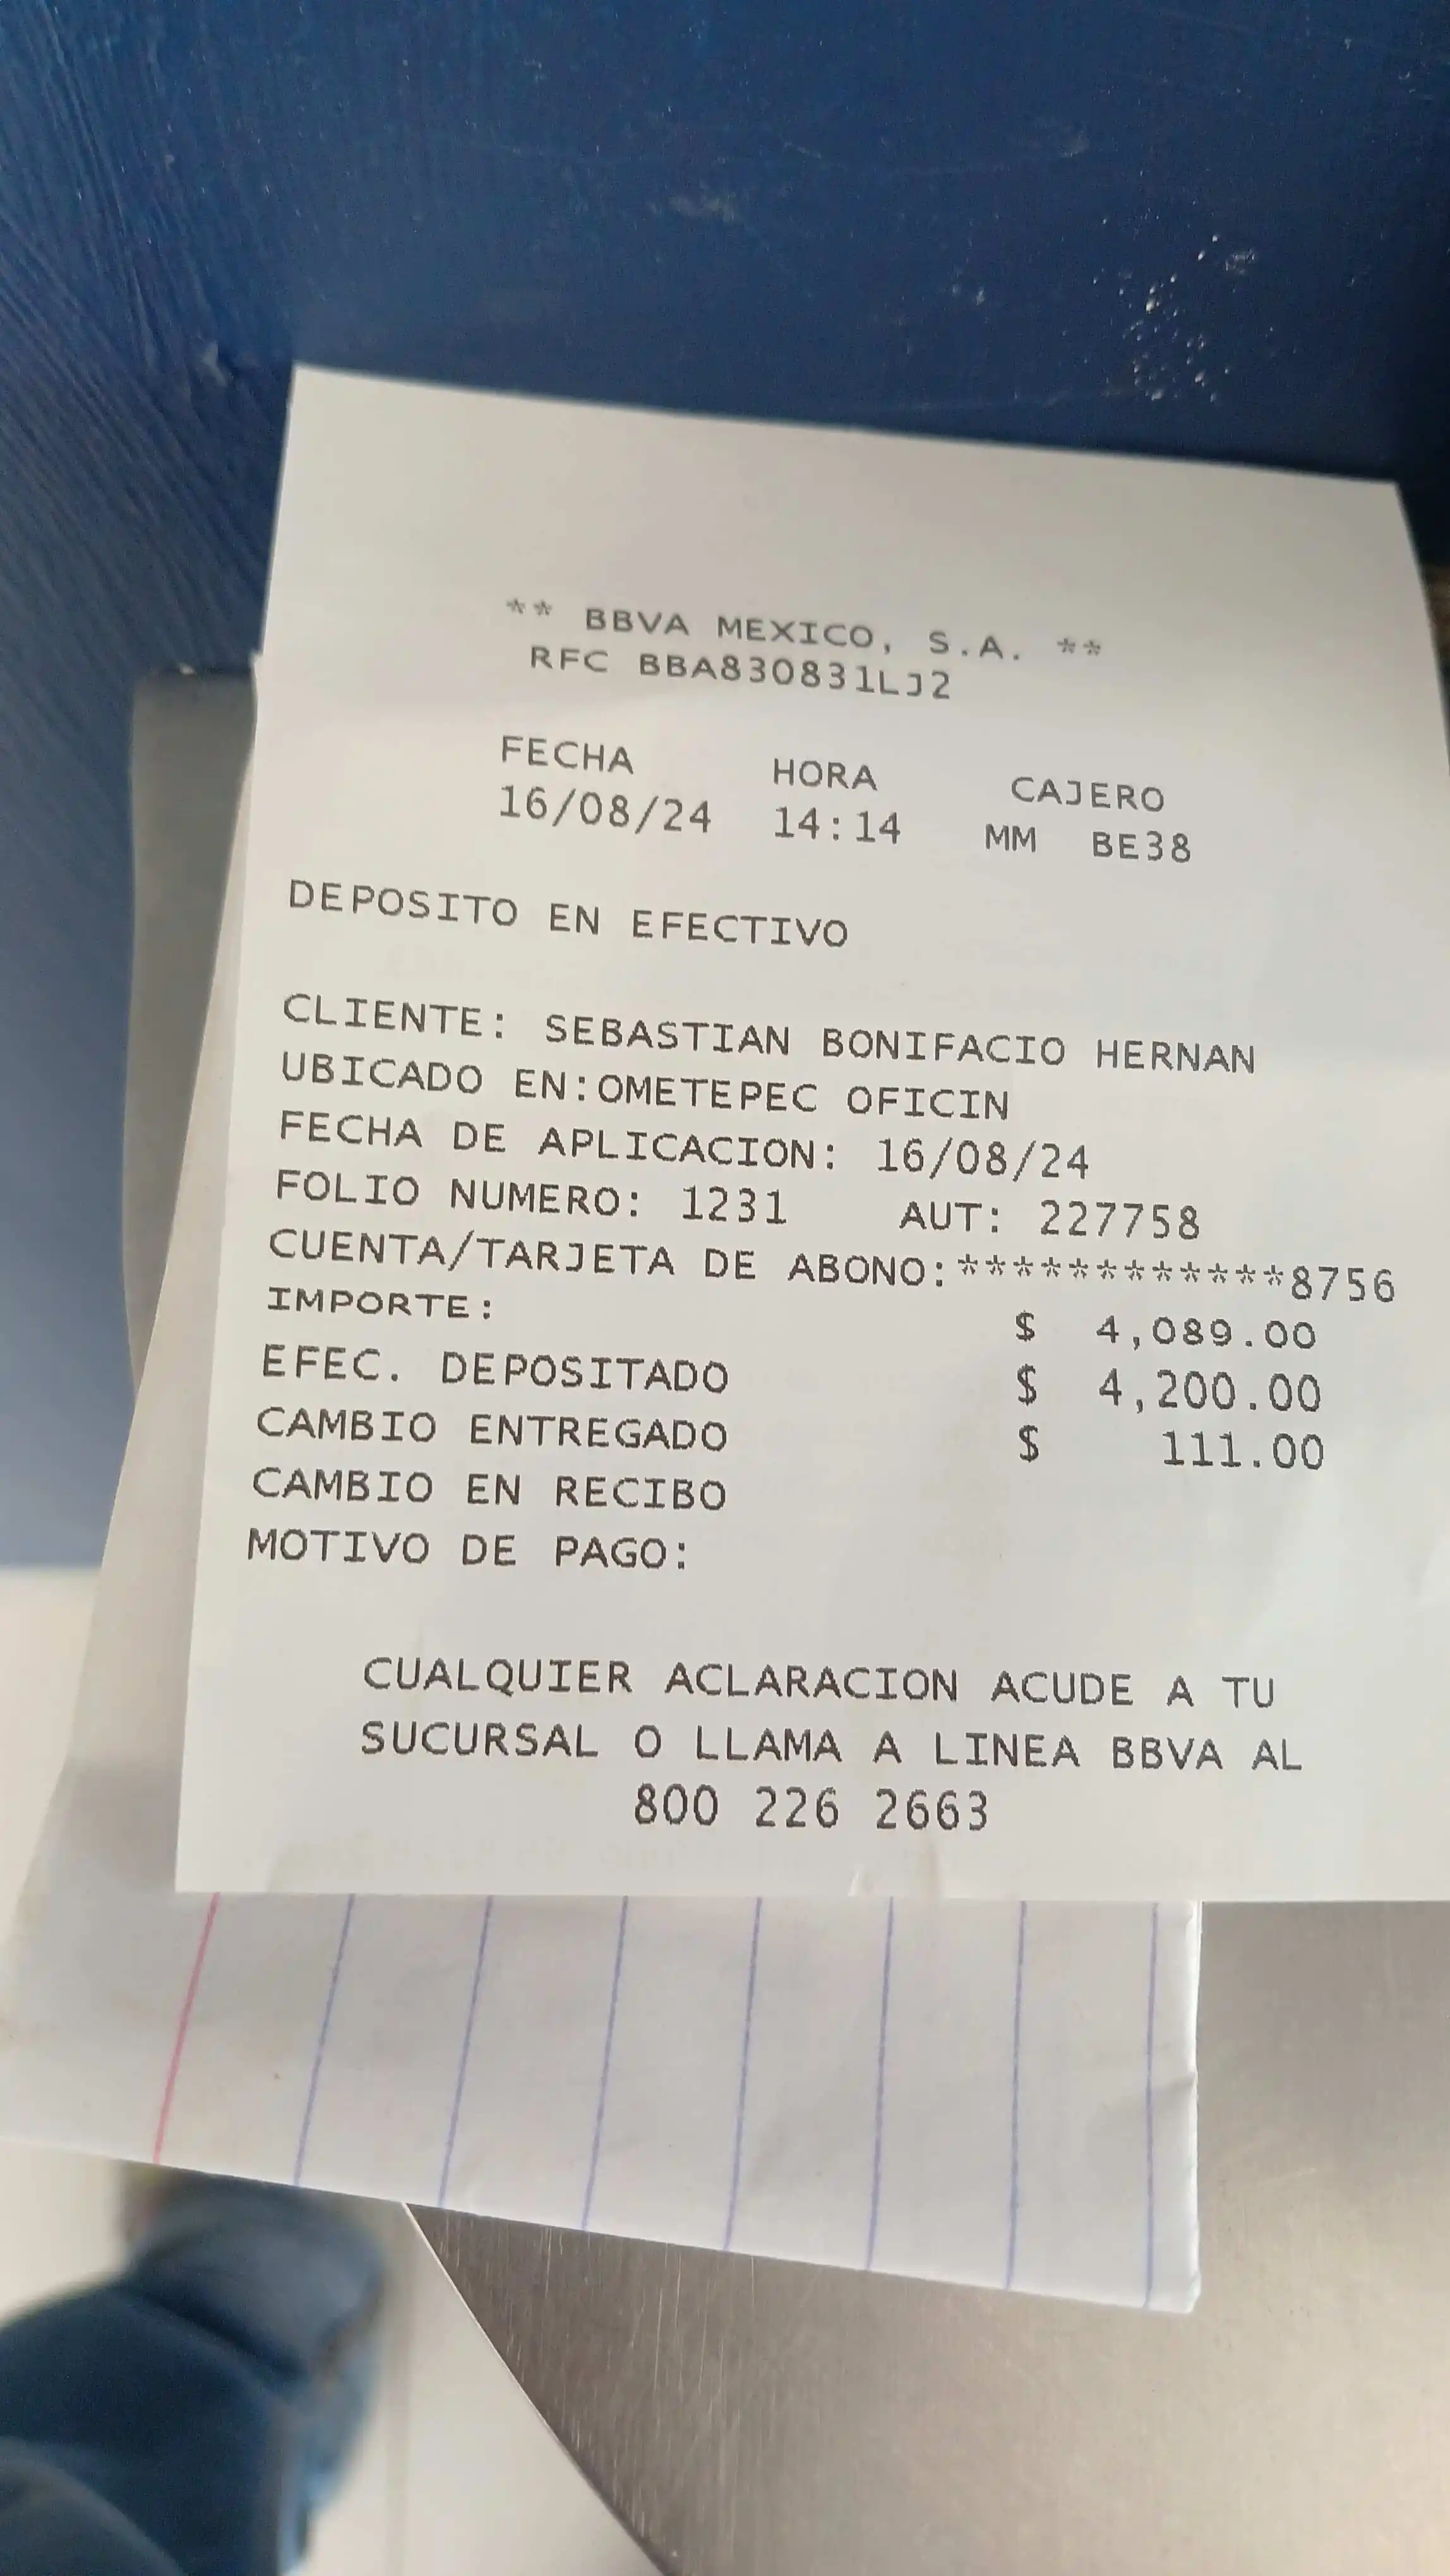 ** BBVA MEXICO, S.A. **
RFC BBA830831LJ2
FECHA HORA CAJERO
16/08/24 14:14 MM BE38
DEPOSITO EN EFECTIVO
CLIENTE: SEBASTIAN BONIFACIO HERNAN
UBICADO EN:OMETEPEC OFICIN
FECHA DE APLICACION: 16/08/24
FOLIO NUMERO: 1231 AUT: 227758
CUENTA/TARJETA DE ABONO:************8756
IMPORTE: $ 4,089.00
EFEC. DEPOSITADO $ 4,200.00
CAMBIO ENTREGADO $ 111.00
CAMBIO EN RECIBO
MOTIVO DE PAGO:
CUALQUIER ACLARACION ACUDE A TU
SUCURSAL O LLAMA A LINEA BBVA AL
800 226 2663